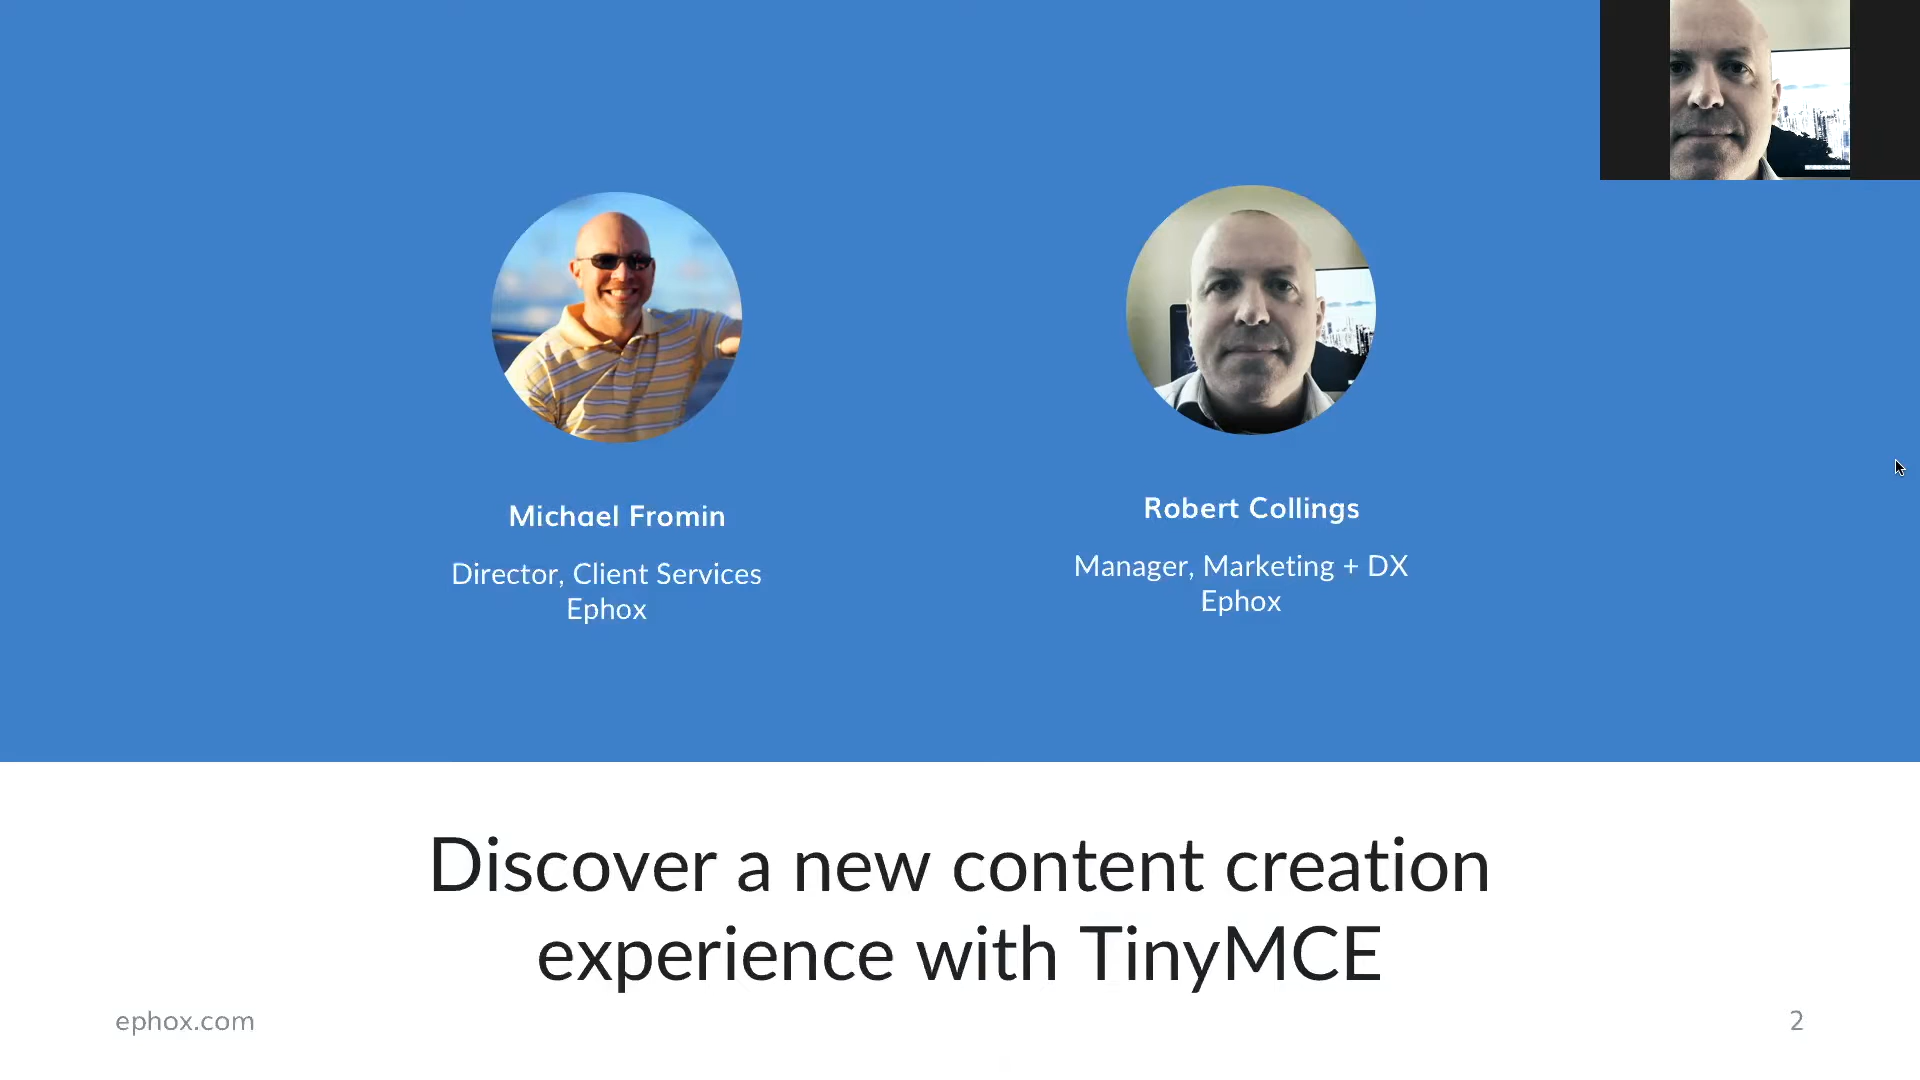 Michael Fromin
Director, Client Services
Ephox
Robert Collings
Manager, Marketing + DX
Ephox
Discover a new content creation
experience with TinyMCE
ephox.com
2